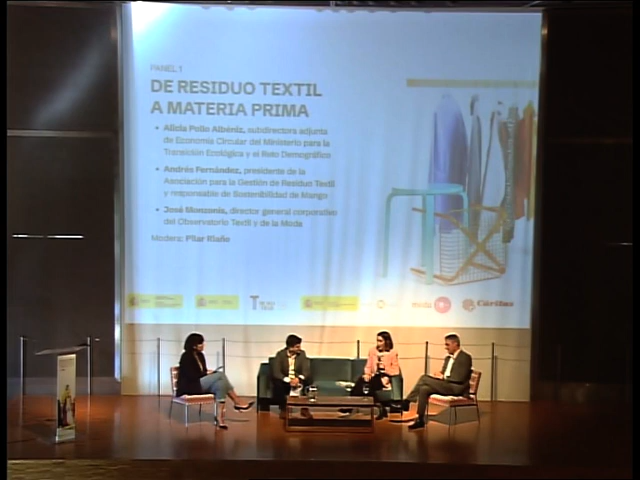 PANEL 1
DE RESIDUO TEXTIL
A MATERIA PRIMA
• Alicia Pollo Albéniz, subdirectora adjunta
de Economía Circular del Ministerio para la
Transición Ecológica y el Reto Demográfico
• Andrés Fernández, presidente de la
Asociación para la Gestión de Residuo Textil
y responsable de Sostenibilidad de Mango
• José Monzonís, director general corporativo
del Observatorio Textil y de la Moda
Modera: Pilar Riaño
moda
Cáritas